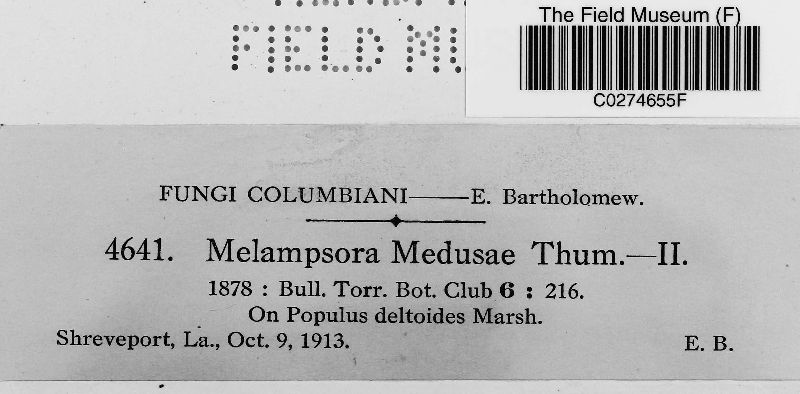 FIELD MU
The Field Museum (F)
C0274655F
FUNGI COLUMBIANI——E. Bartholomew.
4641. Melampsora Medusae Thum.—II.
1878 : Bull. Torr. Bot. Club 6 : 216.
On Populus deltoides Marsh.
Shreveport, La., Oct. 9, 1913. E. B.